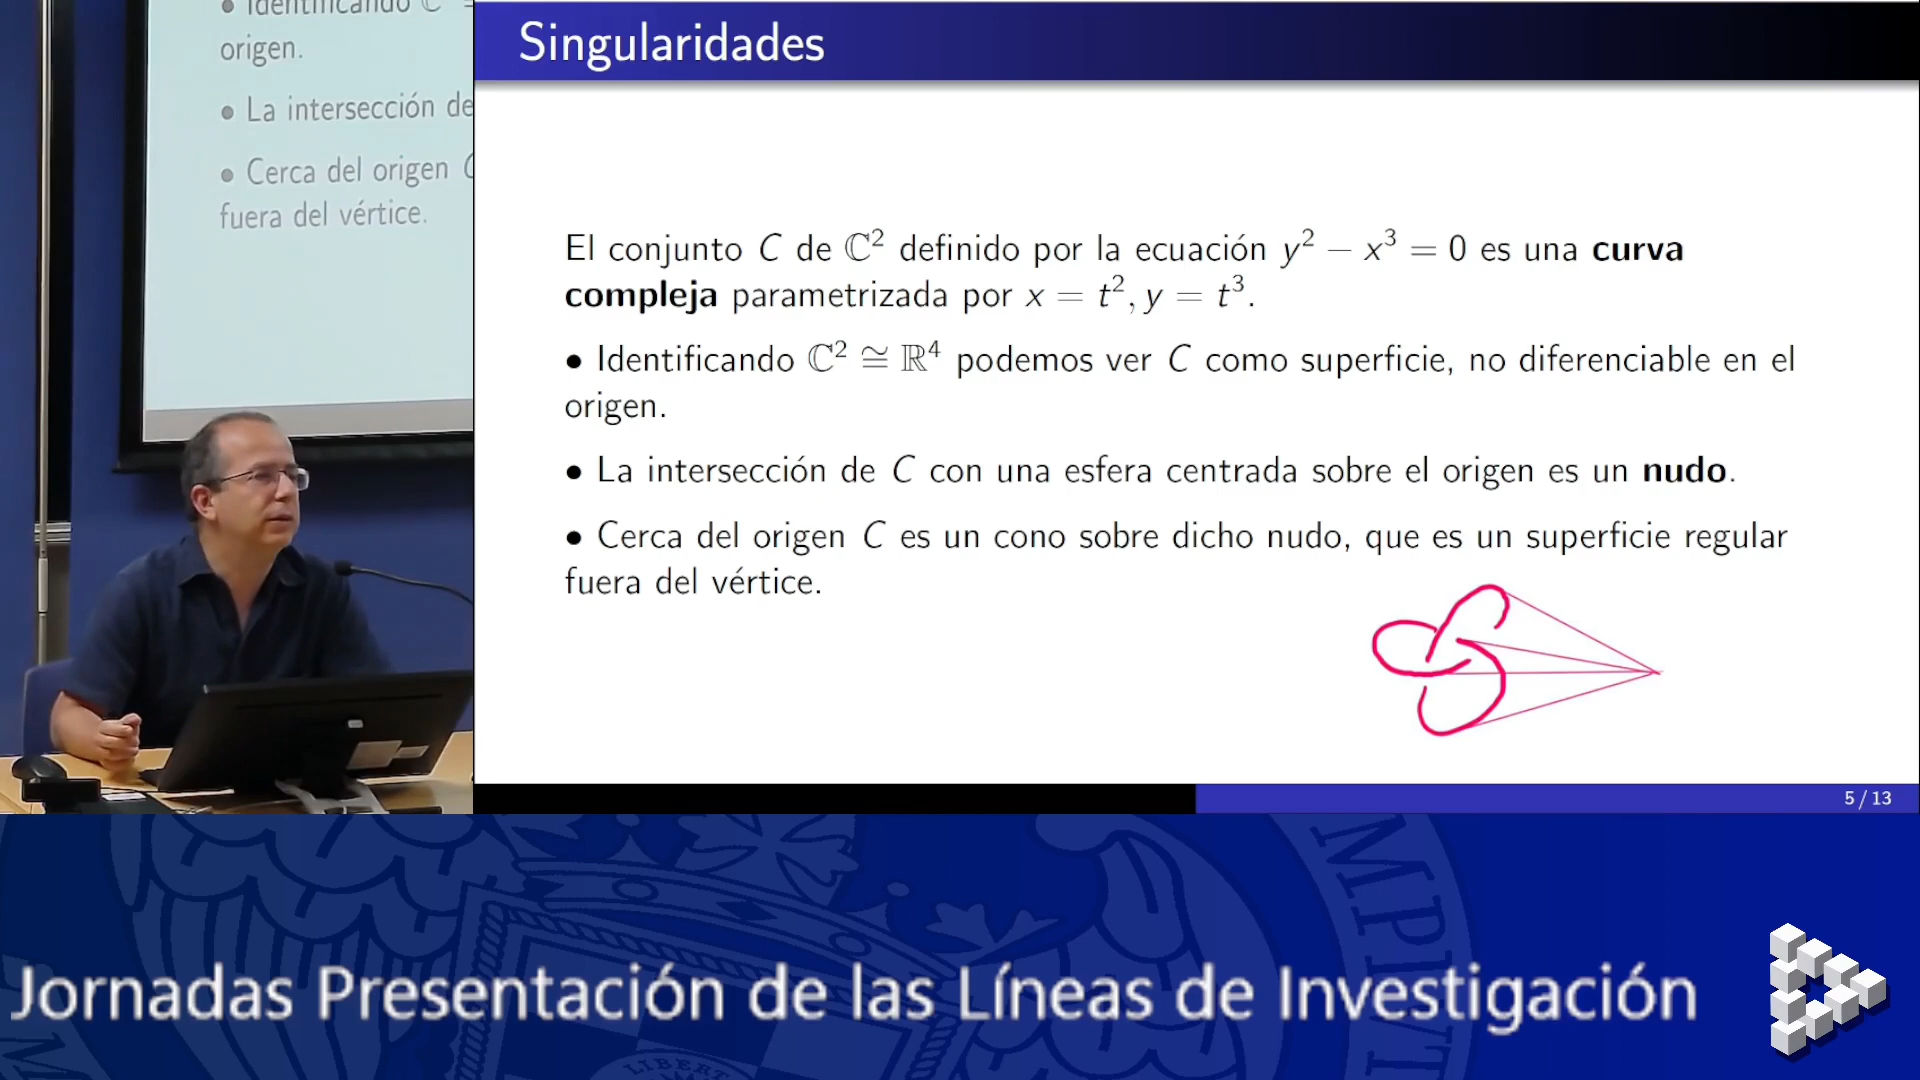 Identificando ℂ
origen.
• La intersección de
• Cerca del origen C
fuera del vértice.
Singularidades
El conjunto C de ℂ² definido por la ecuación y² − x³ = 0 es una curva
compleja parametrizada por x = t², y = t³.
• Identificando ℂ² ≅ ℝ⁴ podemos ver C como superficie, no diferenciable en el
origen.
• La intersección de C con una esfera centrada sobre el origen es un nudo.
• Cerca del origen C es un cono sobre dicho nudo, que es un superficie regular
fuera del vértice.
5 / 13
Jornadas Presentación de las Líneas de Investigación
LIBERT